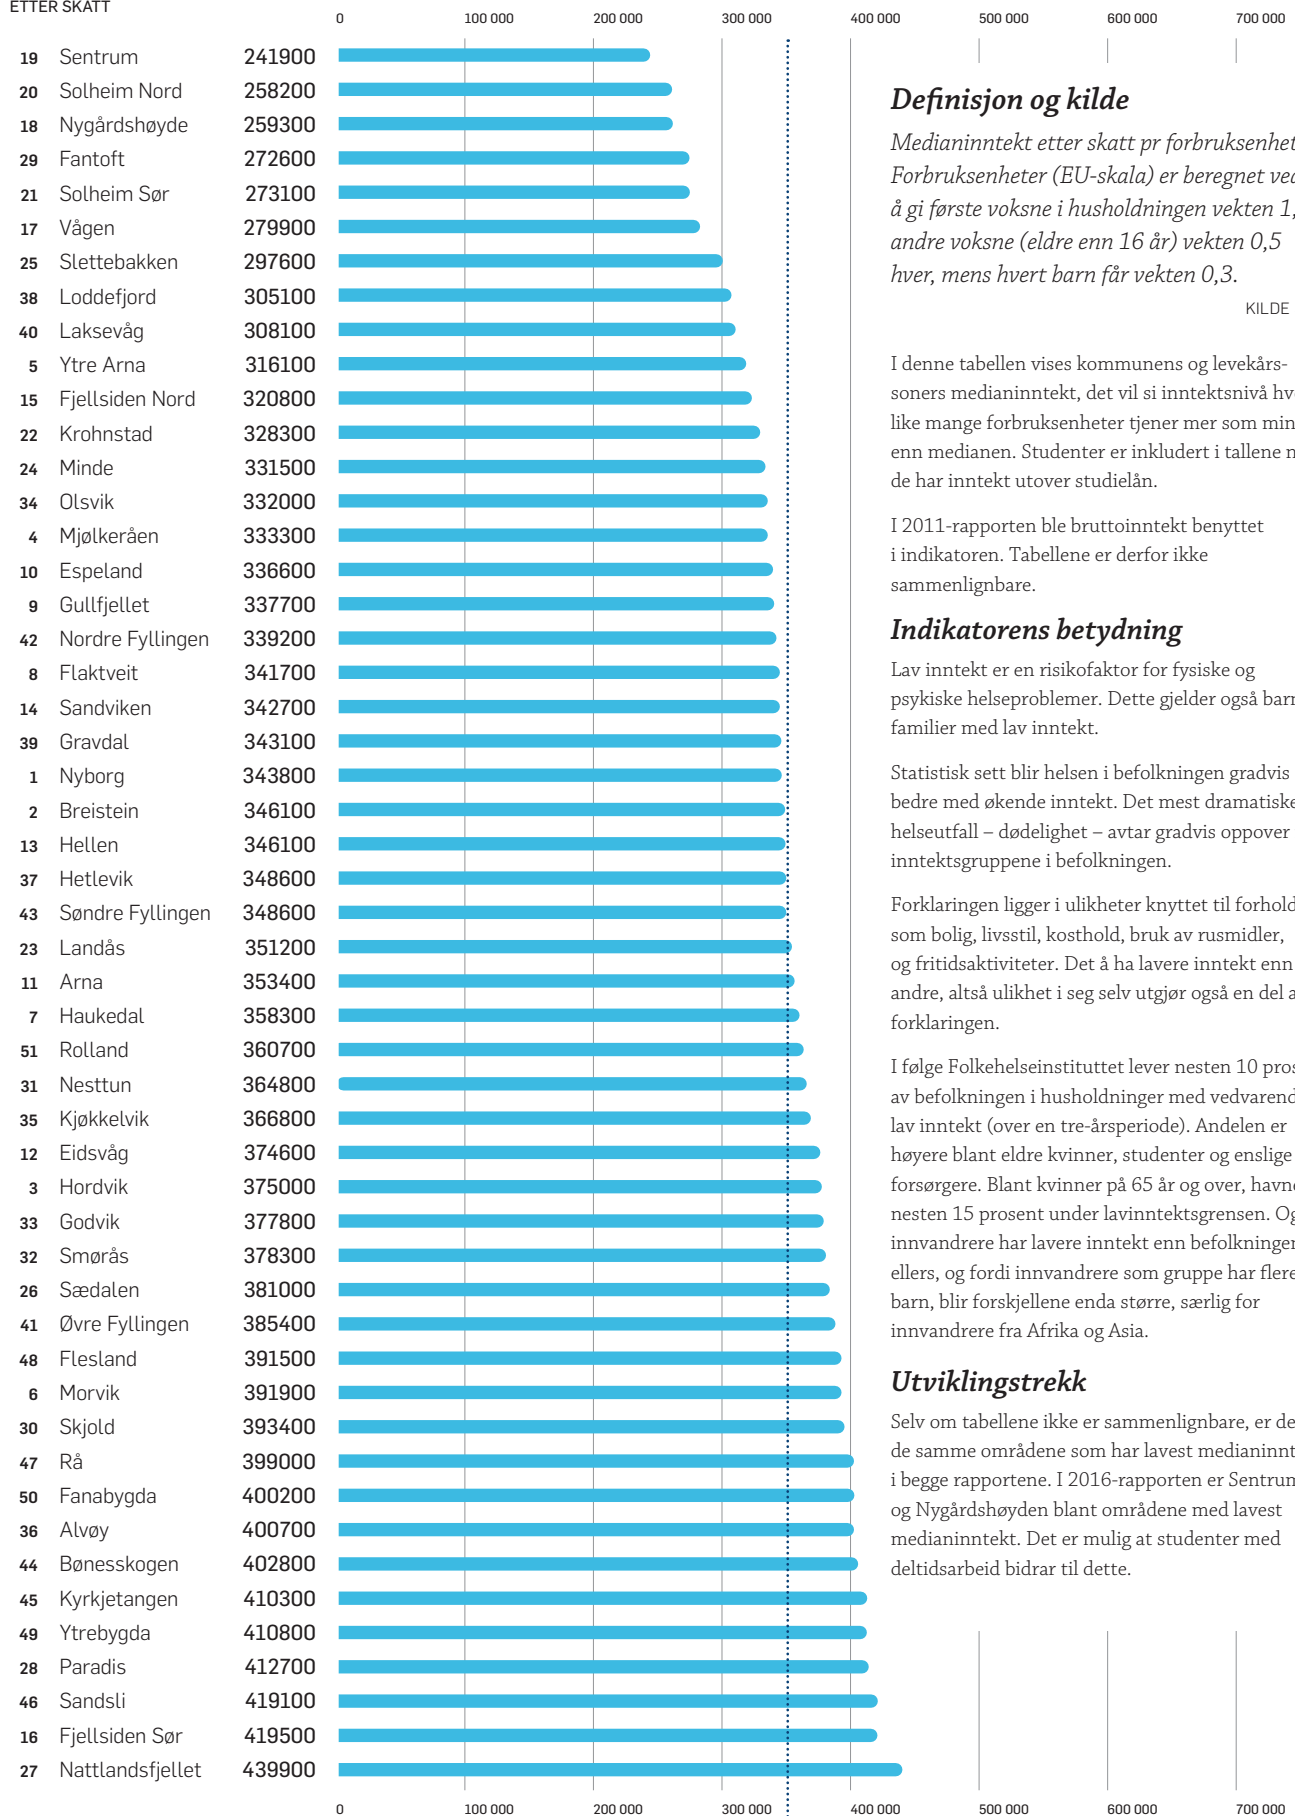 ETTER SKATT
0 100 000 200 000 300 000 400 000 500 000 600 000 700 000
19 Sentrum 241900
20 Solheim Nord 258200
18 Nygårdshøyde 259300
29 Fantoft 272600
21 Solheim Sør 273100
17 Vågen 279900
25 Slettebakken 297600
38 Loddefjord 305100
40 Laksevåg 308100
5 Ytre Arna 316100
15 Fjellsiden Nord 320800
22 Krohnstad 328300
24 Minde 331500
34 Olsvik 332000
4 Mjølkeråen 333300
10 Espeland 336600
9 Gullfjellet 337700
42 Nordre Fyllingen 339200
8 Flaktveit 341700
14 Sandviken 342700
39 Gravdal 343100
1 Nyborg 343800
2 Breistein 346100
13 Hellen 346100
37 Hetlevik 348600
43 Søndre Fyllingen 348600
23 Landås 351200
11 Arna 353400
7 Haukedal 358300
51 Rolland 360700
31 Nesttun 364800
35 Kjøkkelvik 366800
12 Eidsvåg 374600
3 Hordvik 375000
33 Godvik 377800
32 Smørås 378300
26 Sædalen 381000
41 Øvre Fyllingen 385400
48 Flesland 391500
6 Morvik 391900
30 Skjold 393400
47 Rå 399000
50 Fanabygda 400200
36 Alvøy 400700
44 Bønesskogen 402800
45 Kyrkjetangen 410300
49 Ytrebygda 410800
28 Paradis 412700
46 Sandsli 419100
16 Fjellsiden Sør 419500
27 Nattlandsfjellet 439900
0 100 000 200 000 300 000 400 000 500 000 600 000 700 000
Definisjon og kilde
Medianinntekt etter skatt pr forbruksenhet
Forbruksenheter (EU-skala) er beregnet ved
å gi første voksne i husholdningen vekten 1,
andre voksne (eldre enn 16 år) vekten 0,5
hver, mens hvert barn får vekten 0,3.
KILDE
I denne tabellen vises kommunens og levekårs-
soners medianinntekt, det vil si inntektsnivå hv
like mange forbruksenheter tjener mer som min
enn medianen. Studenter er inkludert i tallene n
de har inntekt utover studielån.
I 2011-rapporten ble bruttoinntekt benyttet
i indikatoren. Tabellene er derfor ikke
sammenlignbare.
Indikatorens betydning
Lav inntekt er en risikofaktor for fysiske og
psykiske helseproblemer. Dette gjelder også barn
familier med lav inntekt.
Statistisk sett blir helsen i befolkningen gradvis
bedre med økende inntekt. Det mest dramatiske
helseutfall – dødelighet – avtar gradvis oppover
inntektsgruppene i befolkningen.
Forklaringen ligger i ulikheter knyttet til forhold
som bolig, livsstil, kosthold, bruk av rusmidler,
og fritidsaktiviteter. Det å ha lavere inntekt enn
andre, altså ulikhet i seg selv utgjør også en del a
forklaringen.
I følge Folkehelseinstituttet lever nesten 10 pros
av befolkningen i husholdninger med vedvarend
lav inntekt (over en tre-årsperiode). Andelen er
høyere blant eldre kvinner, studenter og enslige
forsørgere. Blant kvinner på 65 år og over, havne
nesten 15 prosent under lavinntektsgrensen. Og
innvandrere har lavere inntekt enn befolkningen
ellers, og fordi innvandrere som gruppe har flere
barn, blir forskjellene enda større, særlig for
innvandrere fra Afrika og Asia.
Utviklingstrekk
Selv om tabellene ikke er sammenlignbare, er de
de samme områdene som har lavest medianinnt
i begge rapportene. I 2016-rapporten er Sentrum
og Nygårdshøyden blant områdene med lavest
medianinntekt. Det er mulig at studenter med
deltidsarbeid bidrar til dette.